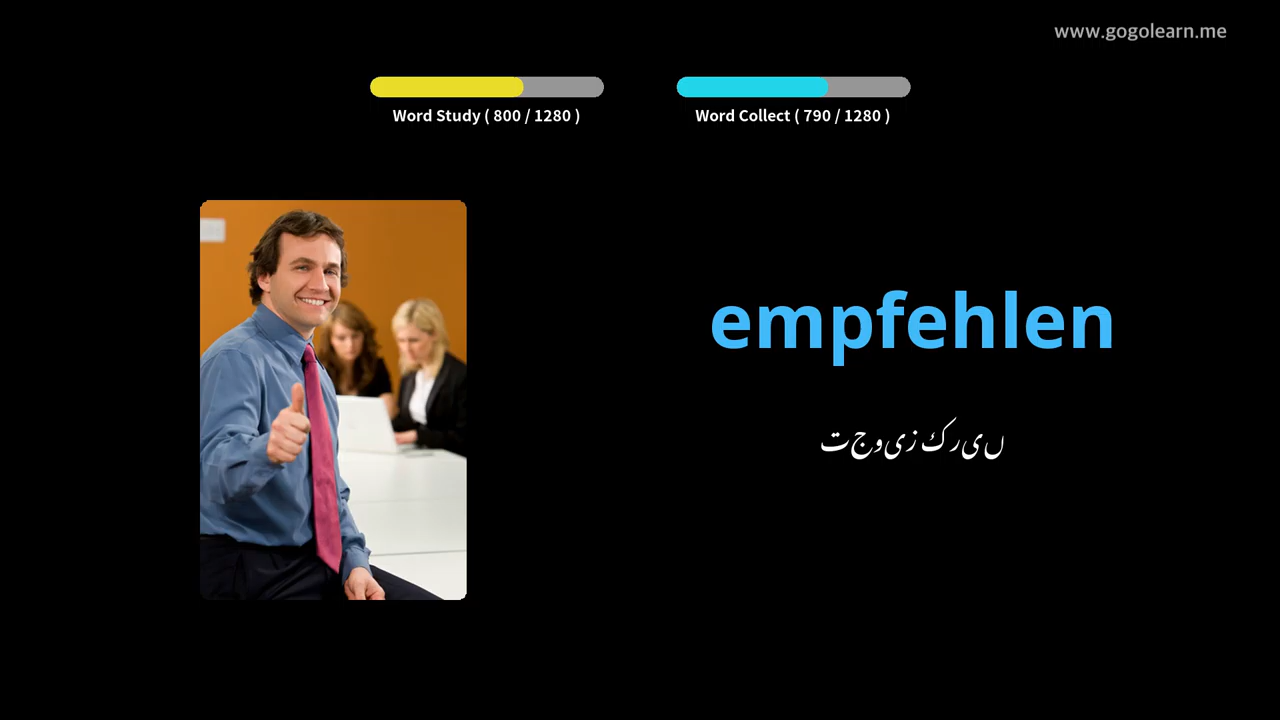 www.gogolearn.me
Word Study ( 800 / 1280 )
Word Collect ( 790 / 1280 )
empfehlen
تجویز کریں